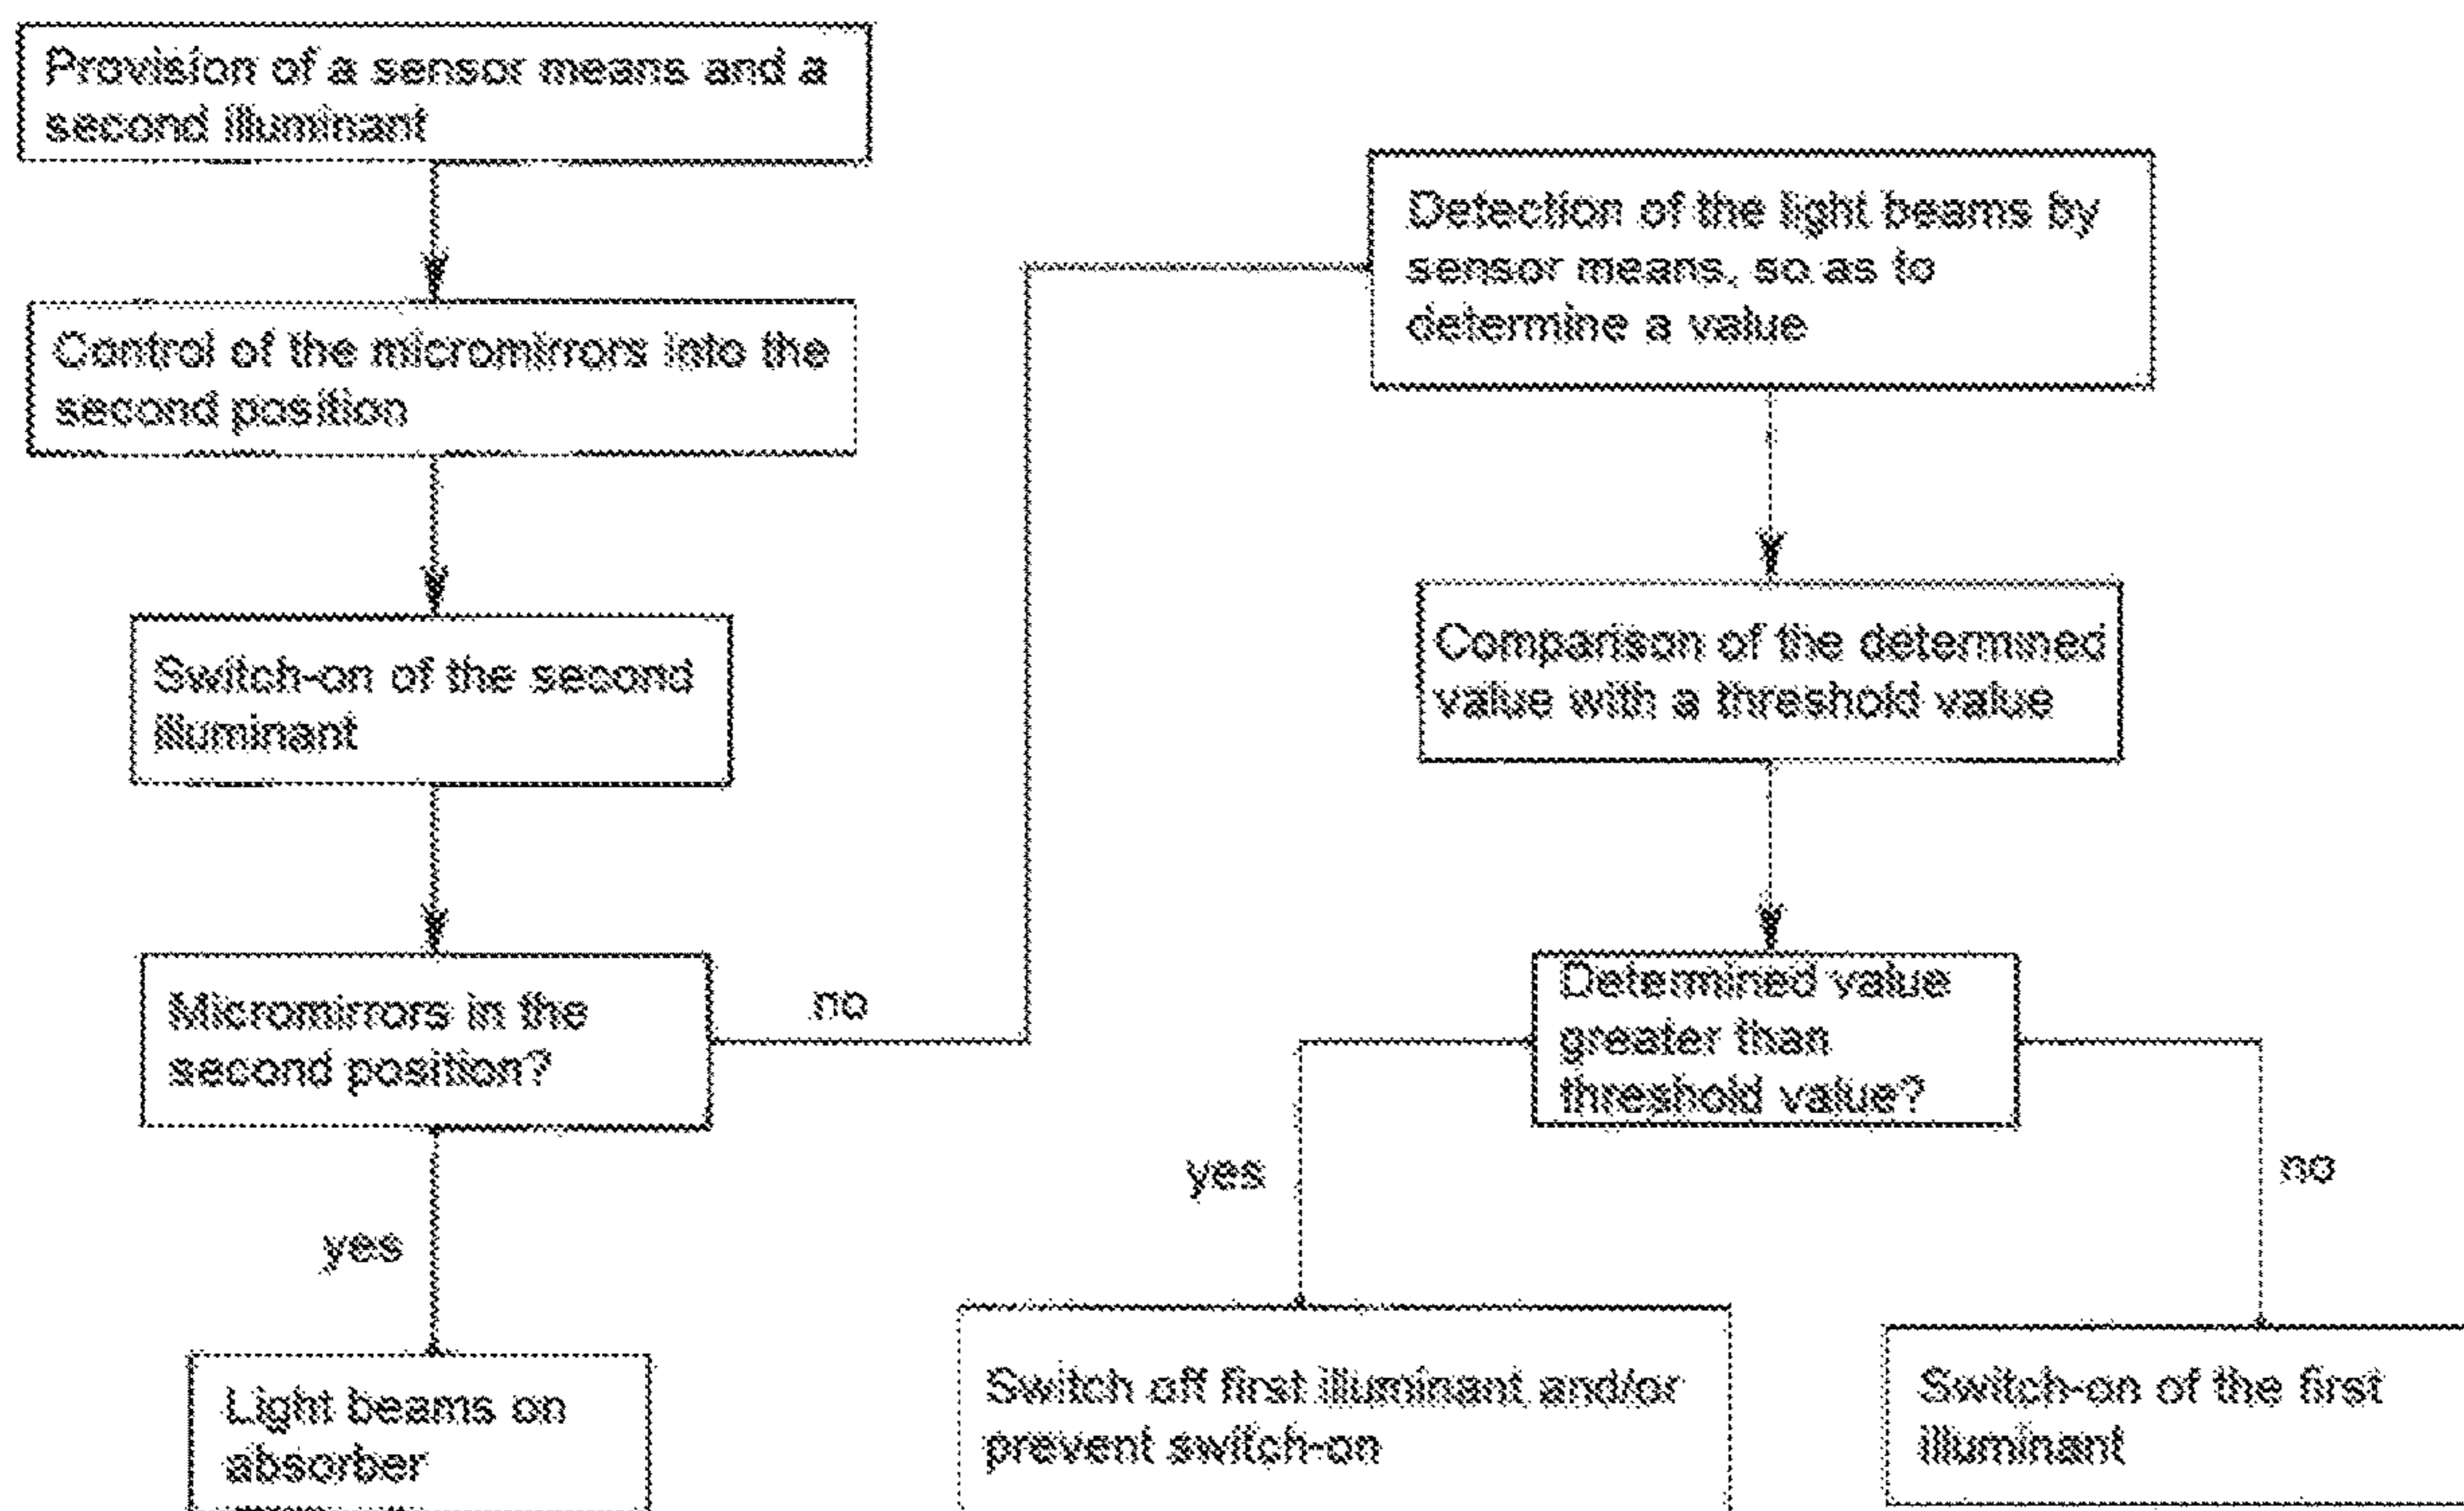 Provision of a sensor means and a
second illuminant
Control of the micromirrors into the
second position
Switch-on of the second
illuminant
Micromirrors in the
second position?
no
yes
Light beams on
absorber
Detection of the light beams by
sensor means, so as to
determine a value
Comparison of the determined
value with a threshold value
Determined value
greater than
threshold value?
yes
no
Switch off first illuminant and/or
prevent switch-on
Switch-on of the first
illuminant